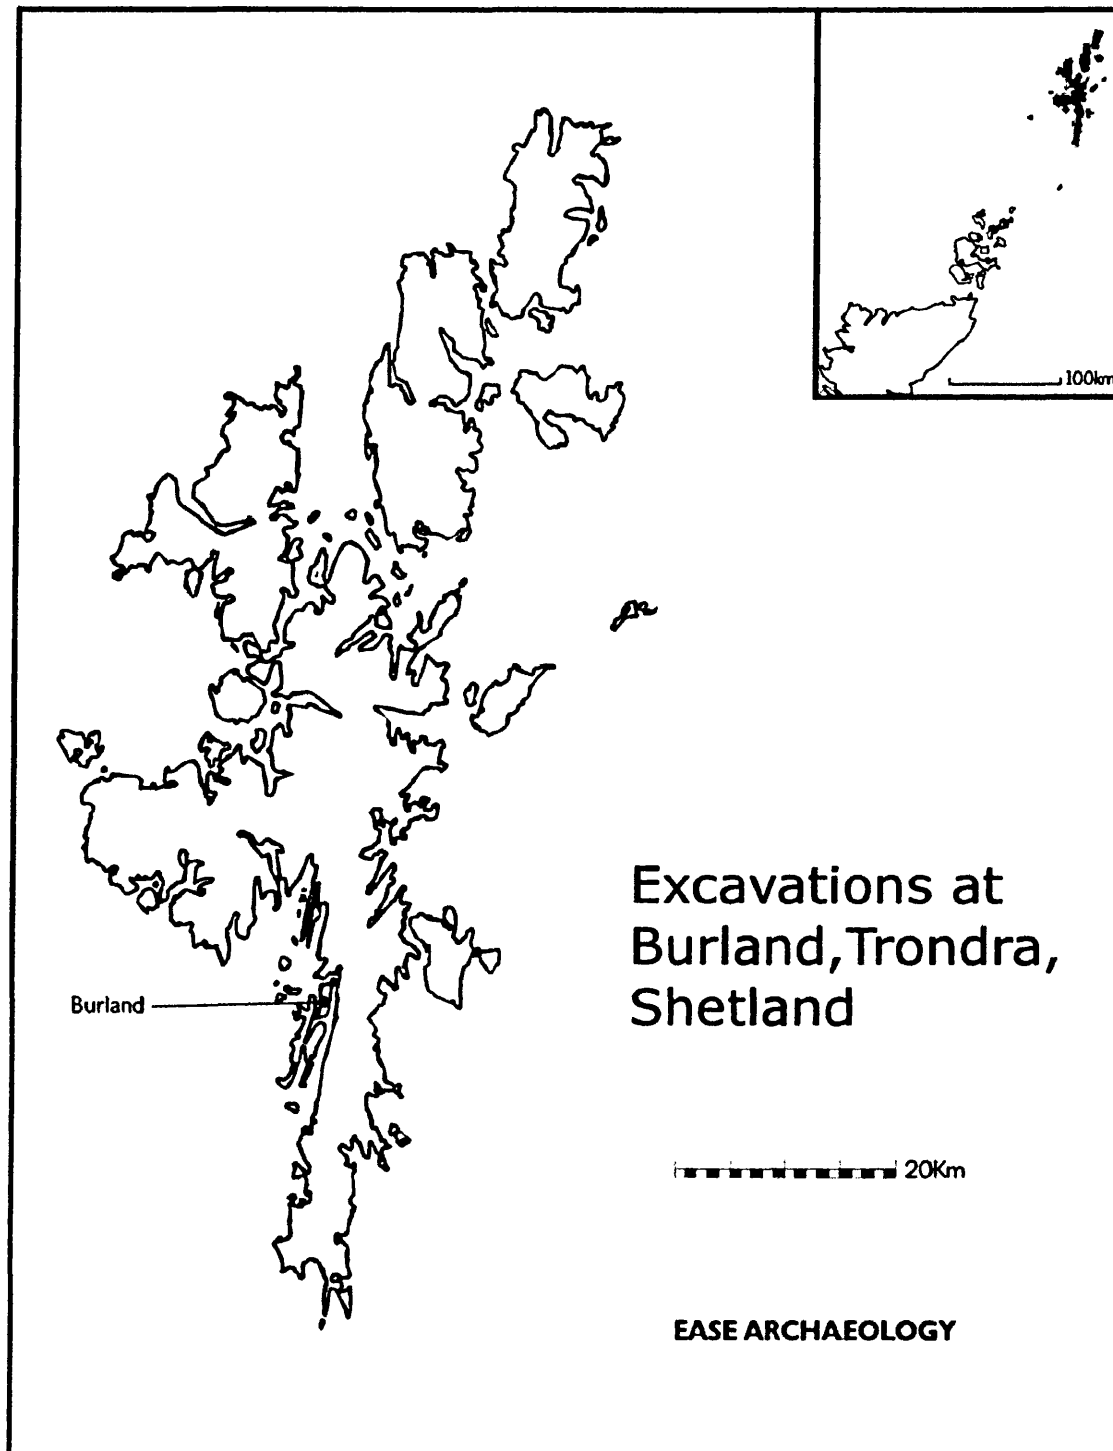 100km
Excavations at
Burland, Trondra,
Shetland
Burland
20Km
EASE ARCHAEOLOGY